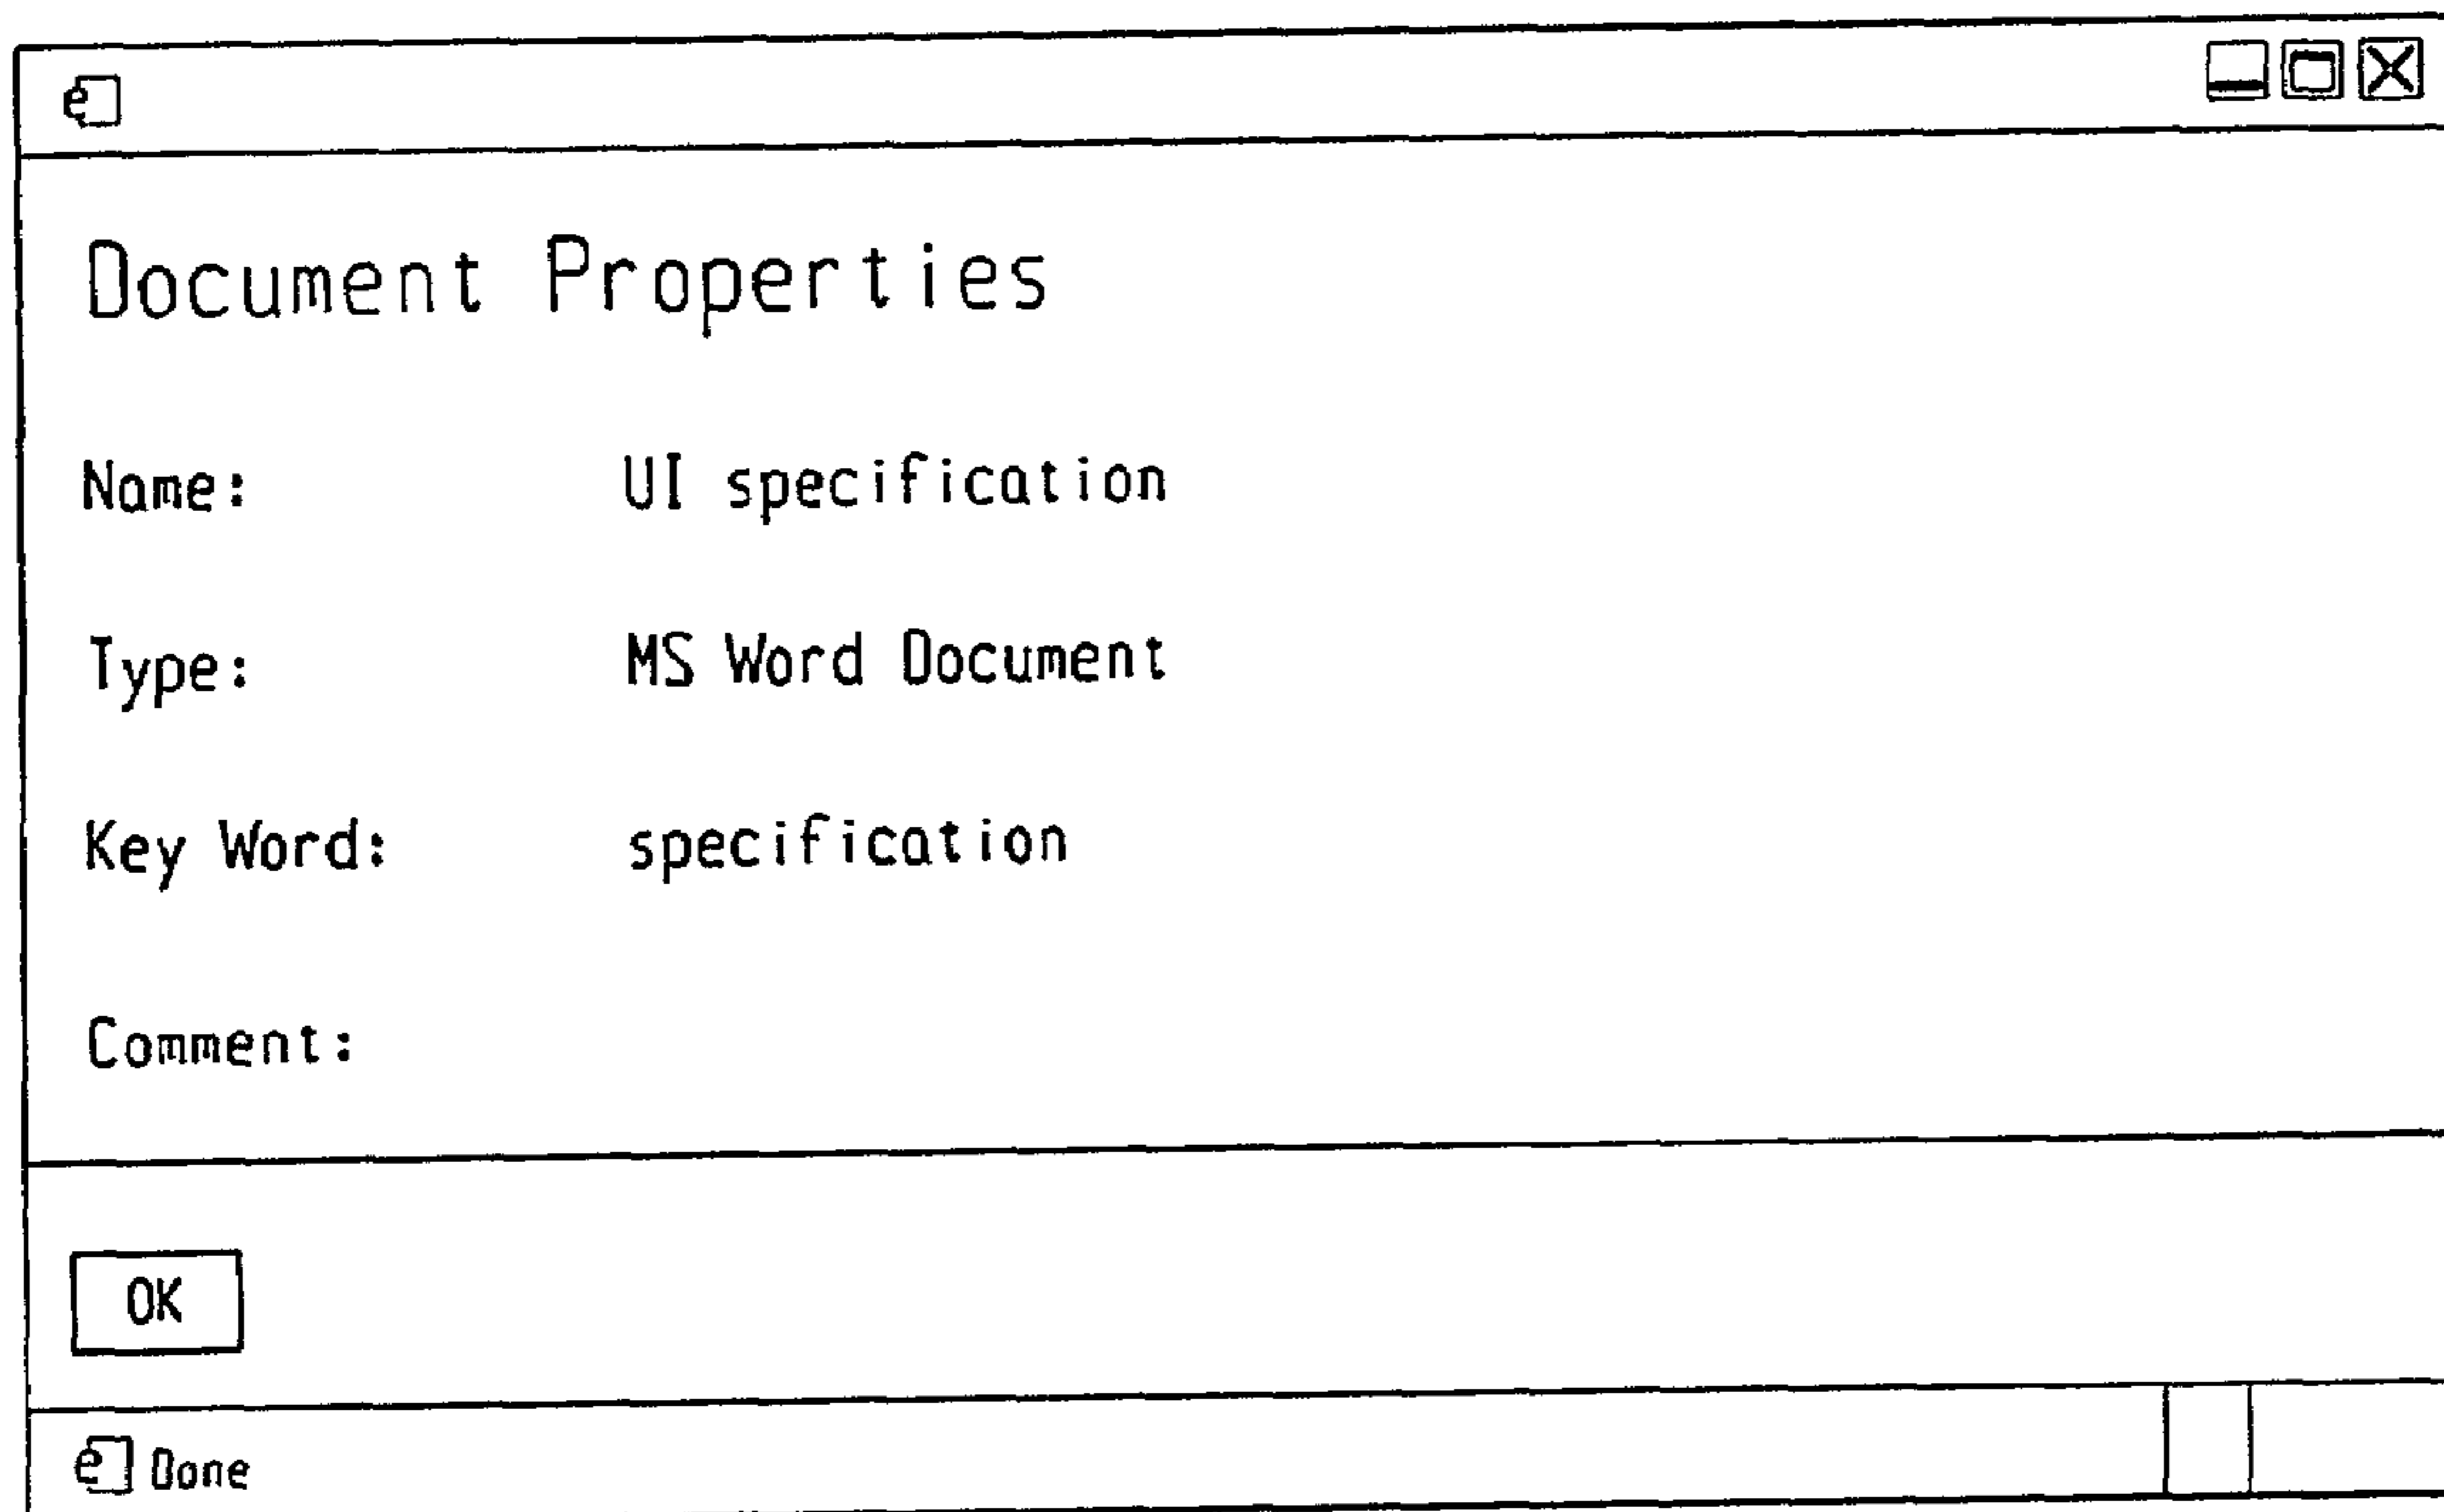 Document Properties
Name: UI specification
Type: MS Word Document
Key Word: specification
Comment:
OK
e Done